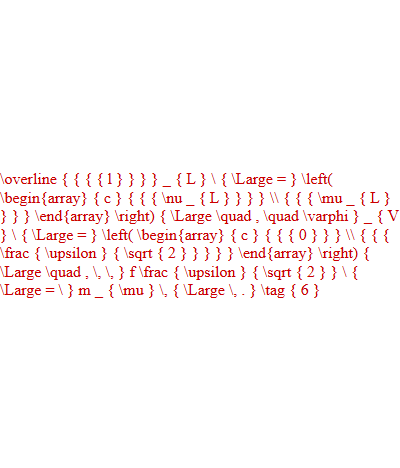 \overline { { { { 1 } } } } _ { L } \ { \Large = } \left(
\begin{array} { c } { { { \nu _ { L } } } } \\ { { { \mu _ { L }
} } } \end{array} \right) { \Large \quad , \quad \varphi } _ { V
} \ { \Large = } \left( \begin{array} { c } { { { 0 } } } \\ { { {
\frac { \upsilon } { \sqrt { 2 } } } } } \end{array} \right) {
\Large \quad , \, \, } f \frac { \upsilon } { \sqrt { 2 } } \ {
\Large = \ } m _ { \mu } \, { \Large \, . } \tag { 6 }